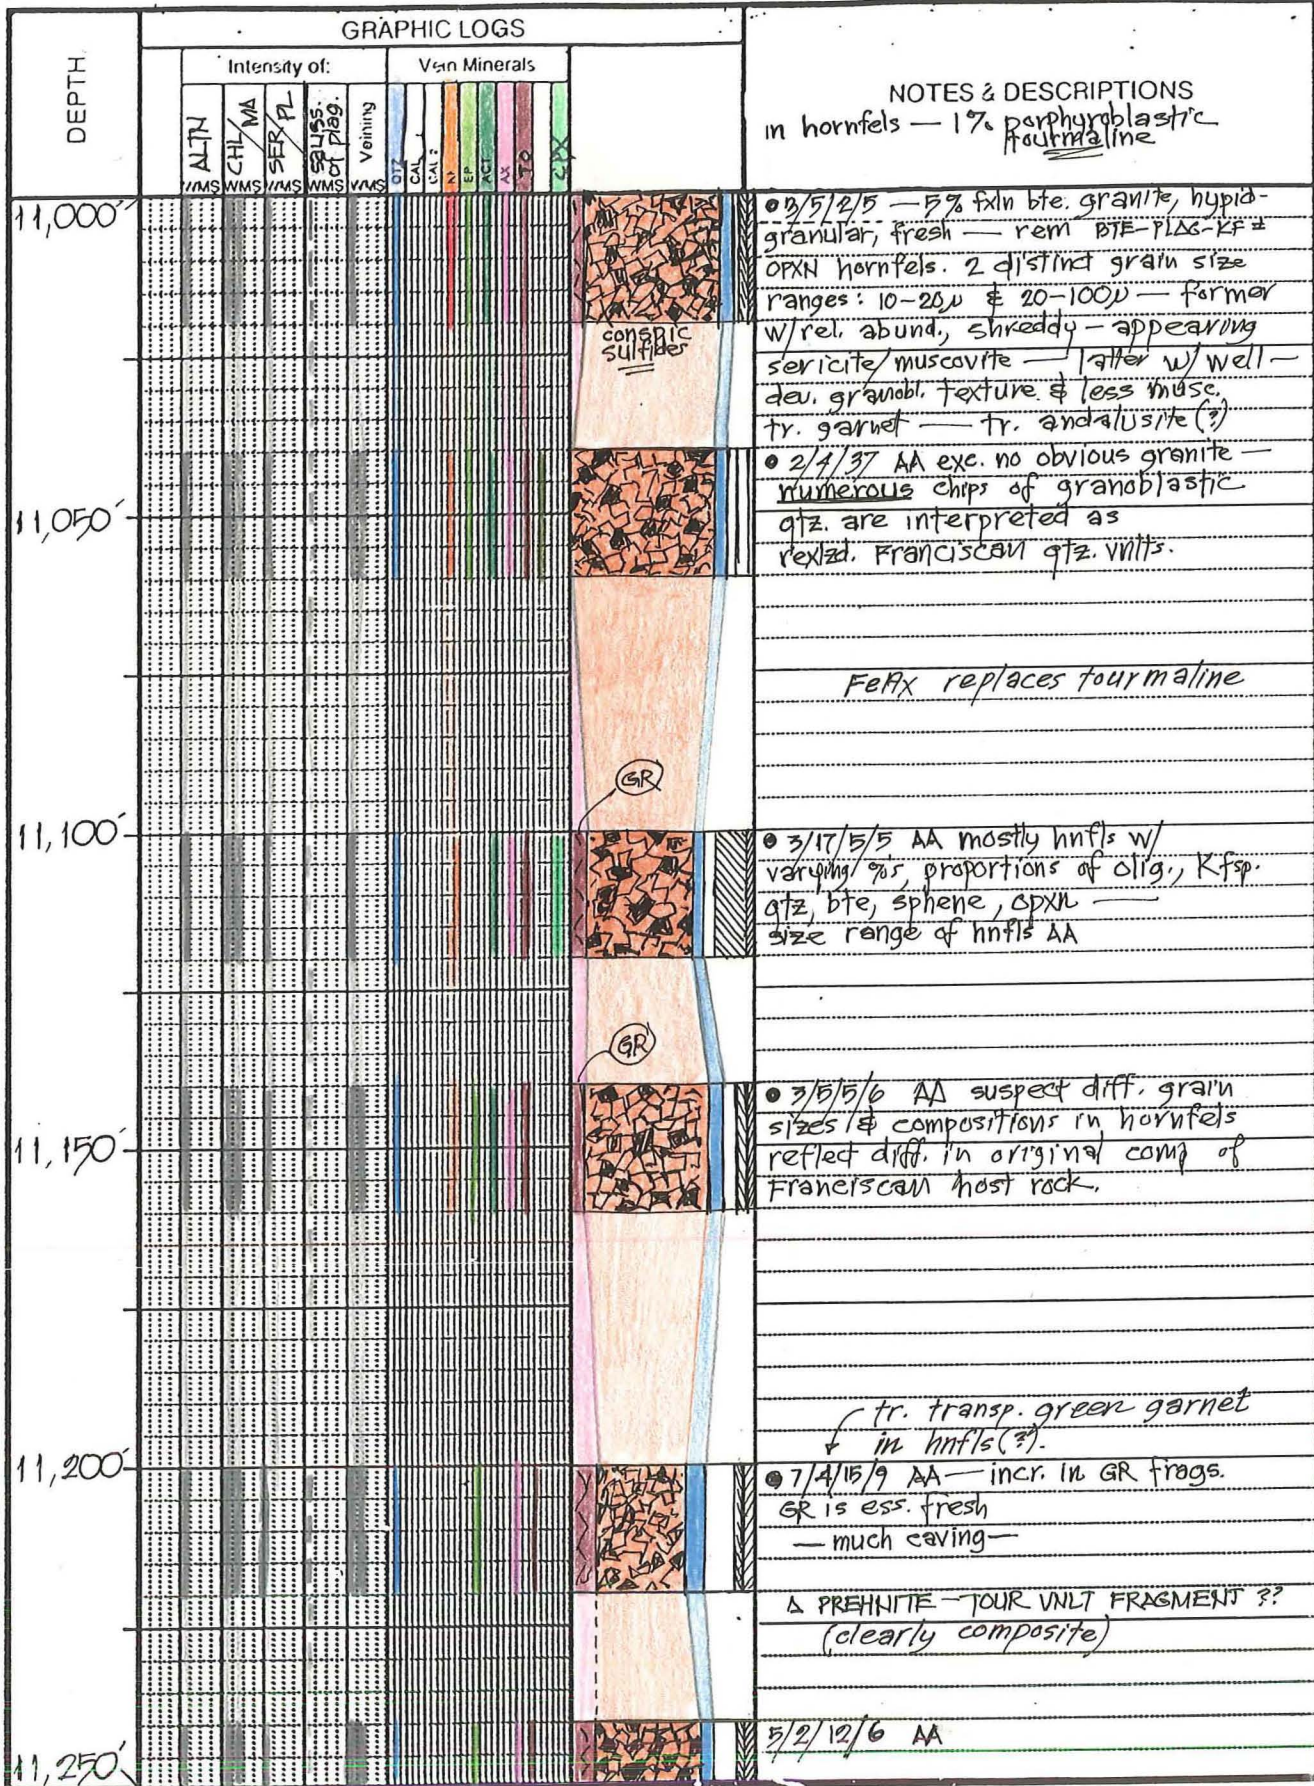 GRAPHIC LOGS
DEPTH
Intensity of:
Vein Minerals
NOTES & DESCRIPTIONS
in hornfels — 1% porphyroblastic
tourmaline
ALTN
CHL/MA
SER/PL
sauss. of plag.
Veining
QTZ
CAL
CAL 2
EP
ACT
AX
TO
CPX
WMS WMS WMS WMS
11,000'
● 3/5/2/5 — 5% fxln bte. granite, hypid-
granular, fresh — rem BTE-PLAG-KF ±
OPXN hornfels. 2 distinct grain size
ranges: 10-20µ & 20-100µ — former
w/rel. abund., shreddy-appearing
sericite/muscovite — latter w/ well-
dev. granobl. texture & less musc.
tr. garnet — tr. andalusite (?)
conspic
sulfides
● 2/4/37 AA exc. no obvious granite —
numerous chips of granoblastic
qtz. are interpreted as
rexlzd. Franciscan qtz. vnlts.
11,050'
FeAx replaces tourmaline
GR
11,100'
● 3/17/5/5 AA mostly hnfls w/
varying %'s, proportions of olig., Kfsp.
qtz, bte, sphene, opxn —
size range of hnfls AA
GR
● 3/5/5/6 AA suspect diff. grain
sizes & compositions in hornfels
reflect diff. in original comp of
Franciscan host rock.
11,150'
tr. transp. green garnet
in hnfls (?).
11,200'
● 7/4/15/9 AA — incr. in GR frags.
GR is ess. fresh
— much caving —
Δ PREHNITE — TOUR VNLT FRAGMENT ??
(clearly composite)
5/2/12/6 AA
11,250'